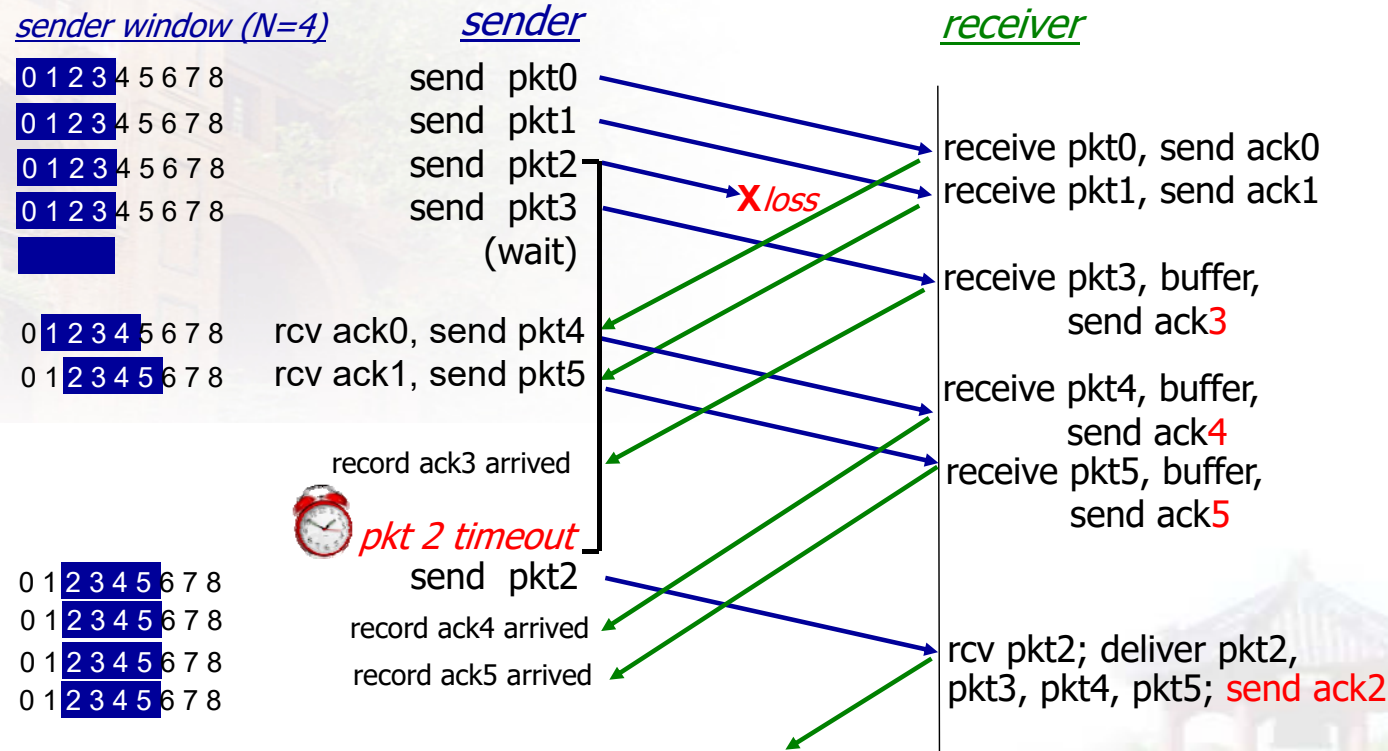 sender window (N=4)
sender
receiver
0 1 2 3 4 5 6 7 8
send pkt0
0 1 2 3 4 5 6 7 8
send pkt1
receive pkt0, send ack0
0 1 2 3 4 5 6 7 8
send pkt2
X loss
receive pkt1, send ack1
0 1 2 3 4 5 6 7 8
send pkt3
(wait)
receive pkt3, buffer,
send ack3
0 1 2 3 4 5 6 7 8
rcv ack0, send pkt4
0 1 2 3 4 5 6 7 8
rcv ack1, send pkt5
receive pkt4, buffer,
send ack4
record ack3 arrived
receive pkt5, buffer,
send ack5
pkt 2 timeout
0 1 2 3 4 5 6 7 8
send pkt2
0 1 2 3 4 5 6 7 8
record ack4 arrived
0 1 2 3 4 5 6 7 8
record ack5 arrived
0 1 2 3 4 5 6 7 8
rcv pkt2; deliver pkt2,
pkt3, pkt4, pkt5; send ack2